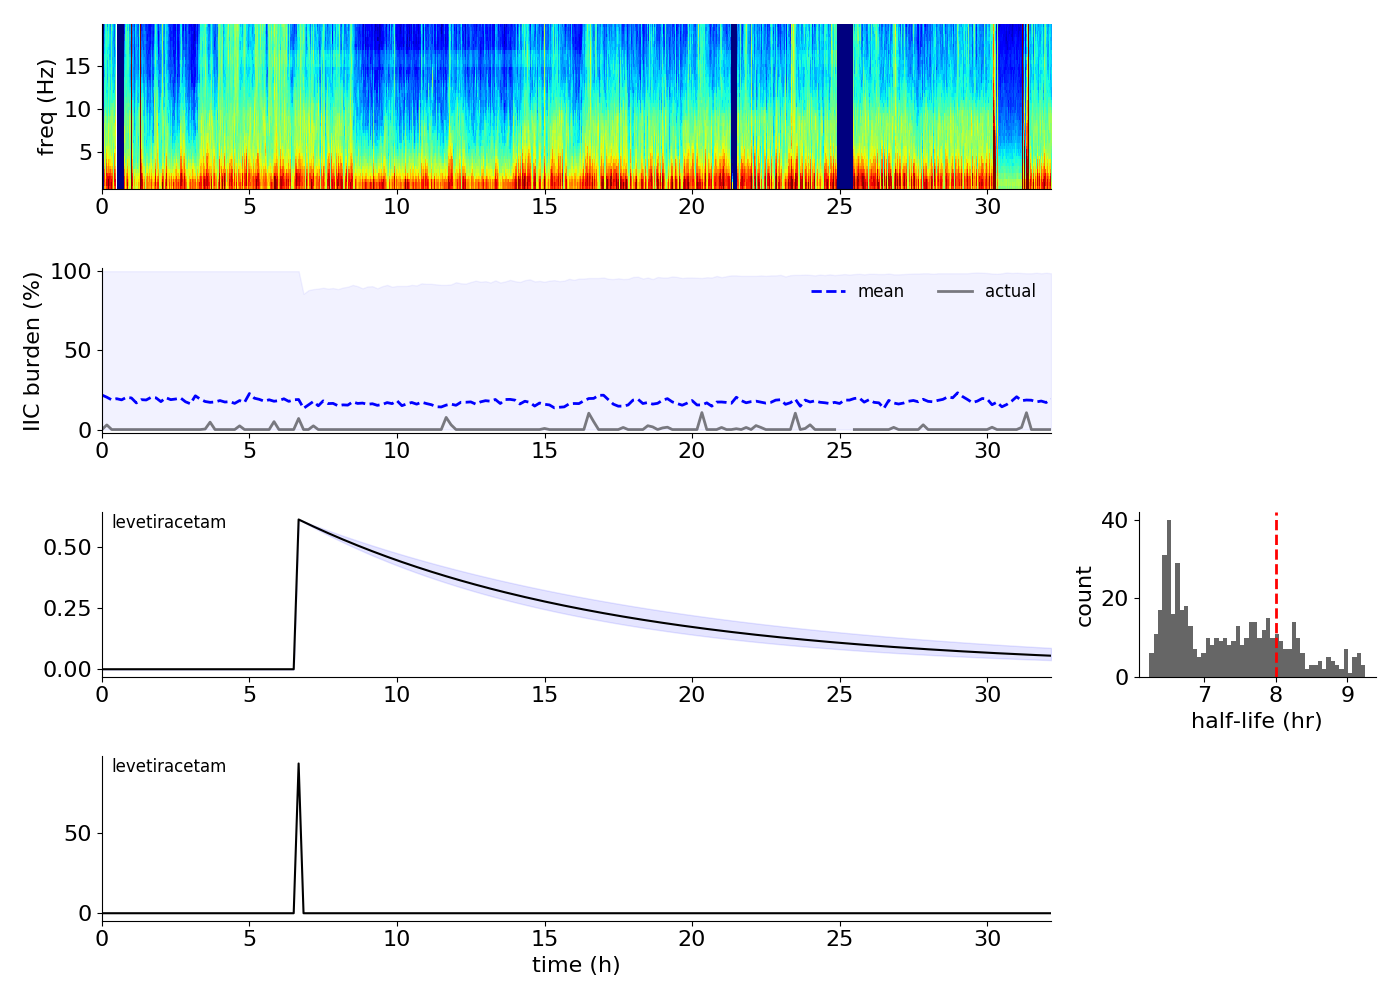 freq (Hz)
15
10
5
0 5 10 15 20 25 30
IIC burden (%)
100
50
0
mean actual
0 5 10 15 20 25 30
levetiracetam
0.50
0.25
0.00
0 5 10 15 20 25 30
count
40
20
0
7 8 9
half-life (hr)
levetiracetam
50
0
0 5 10 15 20 25 30
time (h)